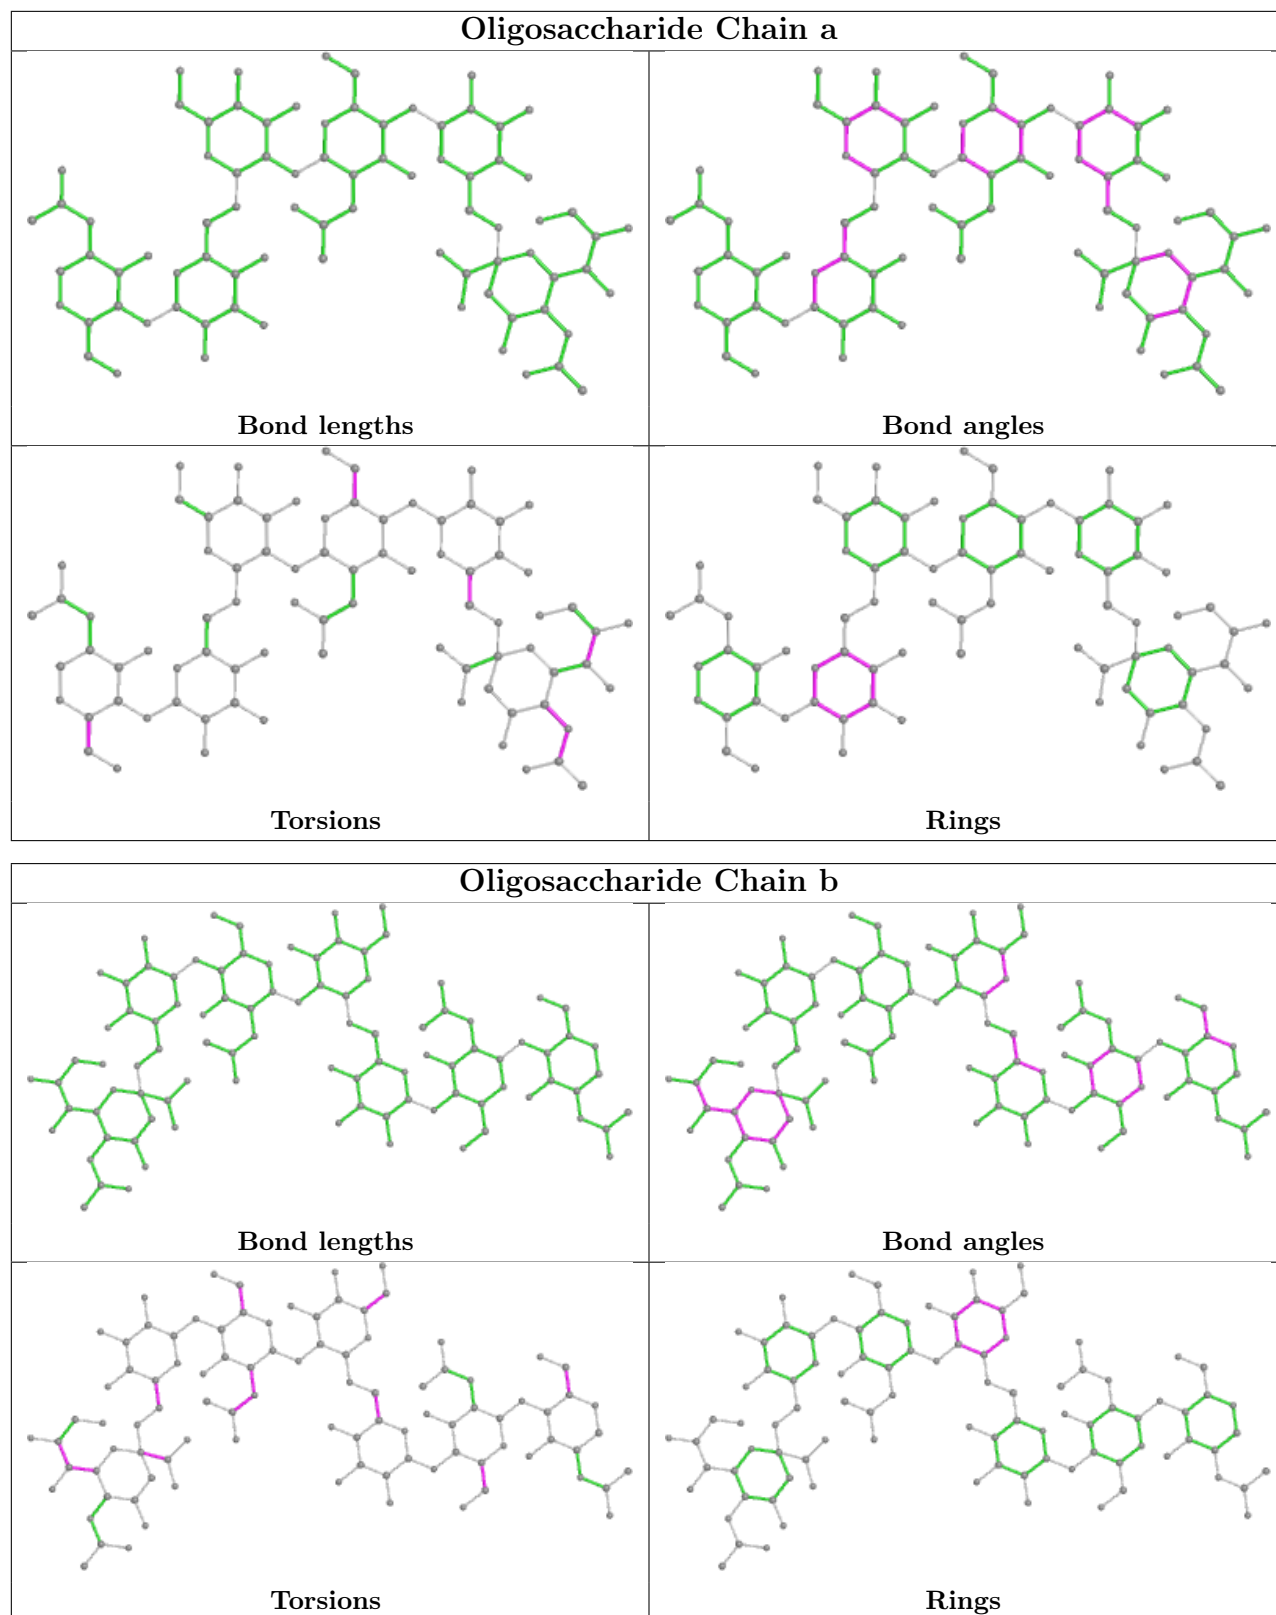 Oligosaccharide Chain a
Bond lengths
Bond angles
Torsions
Rings
Oligosaccharide Chain b
Bond lengths
Bond angles
Torsions
Rings